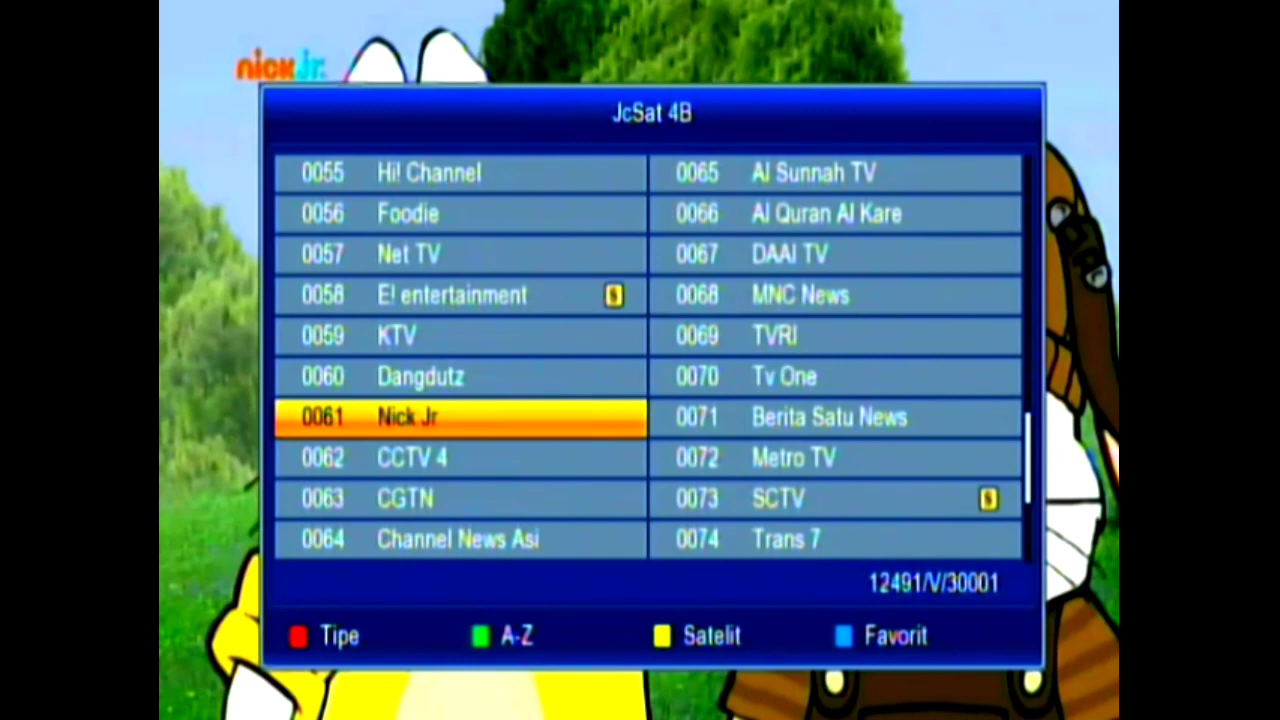 nick jr.
JcSat 4B
0055 Hi! Channel
0056 Foodie
0057 Net TV
0058 E! entertainment $
0059 KTV
0060 Dangdutz
0061 Nick Jr
0062 CCTV 4
0063 CGTN
0064 Channel News Asi
0065 Al Sunnah TV
0066 Al Quran Al Kare
0067 DAAI TV
0068 MNC News
0069 TVRI
0070 Tv One
0071 Berita Satu News
0072 Metro TV
0073 SCTV $
0074 Trans 7
12491/V/30001
Tipe A-Z Satelit Favorit